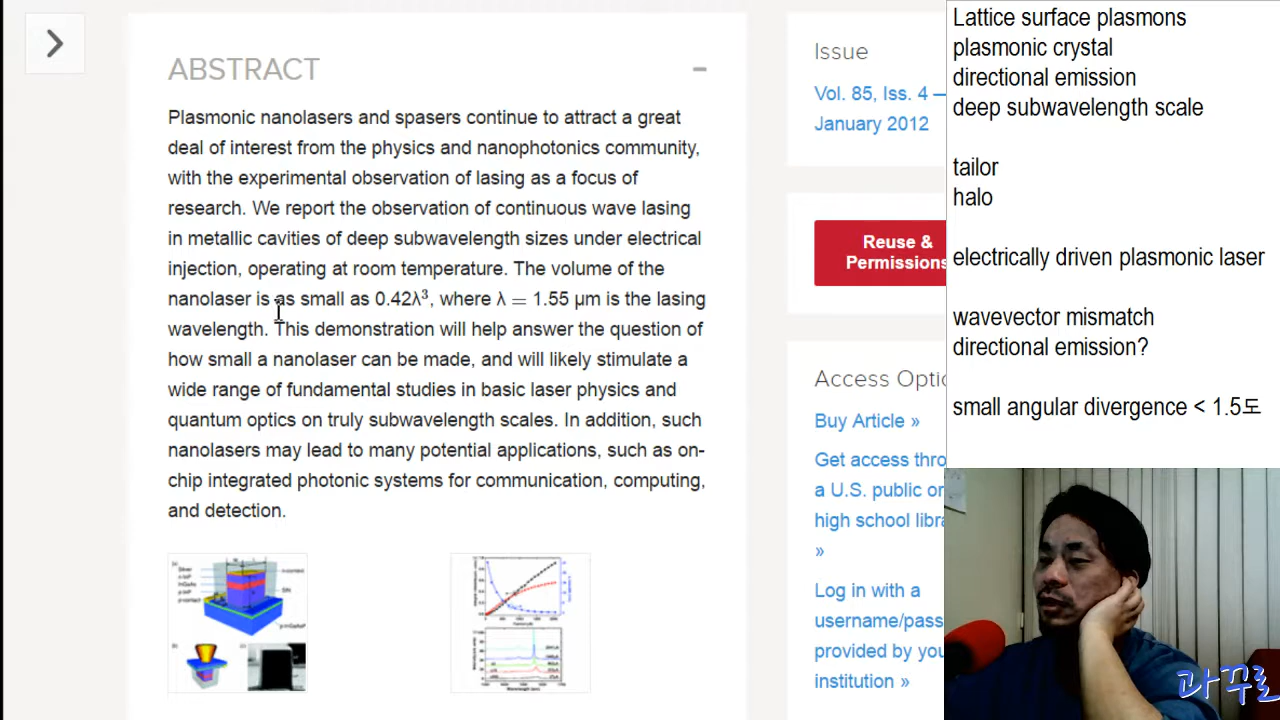 ABSTRACT
Plasmonic nanolasers and spasers continue to attract a great
deal of interest from the physics and nanophotonics community,
with the experimental observation of lasing as a focus of
research. We report the observation of continuous wave lasing
in metallic cavities of deep subwavelength sizes under electrical
injection, operating at room temperature. The volume of the
nanolaser is as small as 0.42λ³, where λ = 1.55 μm is the lasing
wavelength. This demonstration will help answer the question of
how small a nanolaser can be made, and will likely stimulate a
wide range of fundamental studies in basic laser physics and
quantum optics on truly subwavelength scales. In addition, such
nanolasers may lead to many potential applications, such as on-
chip integrated photonic systems for communication, computing,
and detection.
Silver
n-contact
InGaAs
SiN
p-contact
p-InGaAsP
Issue
Vol. 85, Iss. 4 —
January 2012
Reuse &
Permissions
Access Optic
Buy Article »
Get access thro
a U.S. public or
high school libra
»
Log in with a
username/pass
provided by you
institution »
Lattice surface plasmons
plasmonic crystal
directional emission
deep subwavelength scale
tailor
halo
electrically driven plasmonic laser
wavevector mismatch
directional emission?
small angular divergence < 1.5도
과꾸로